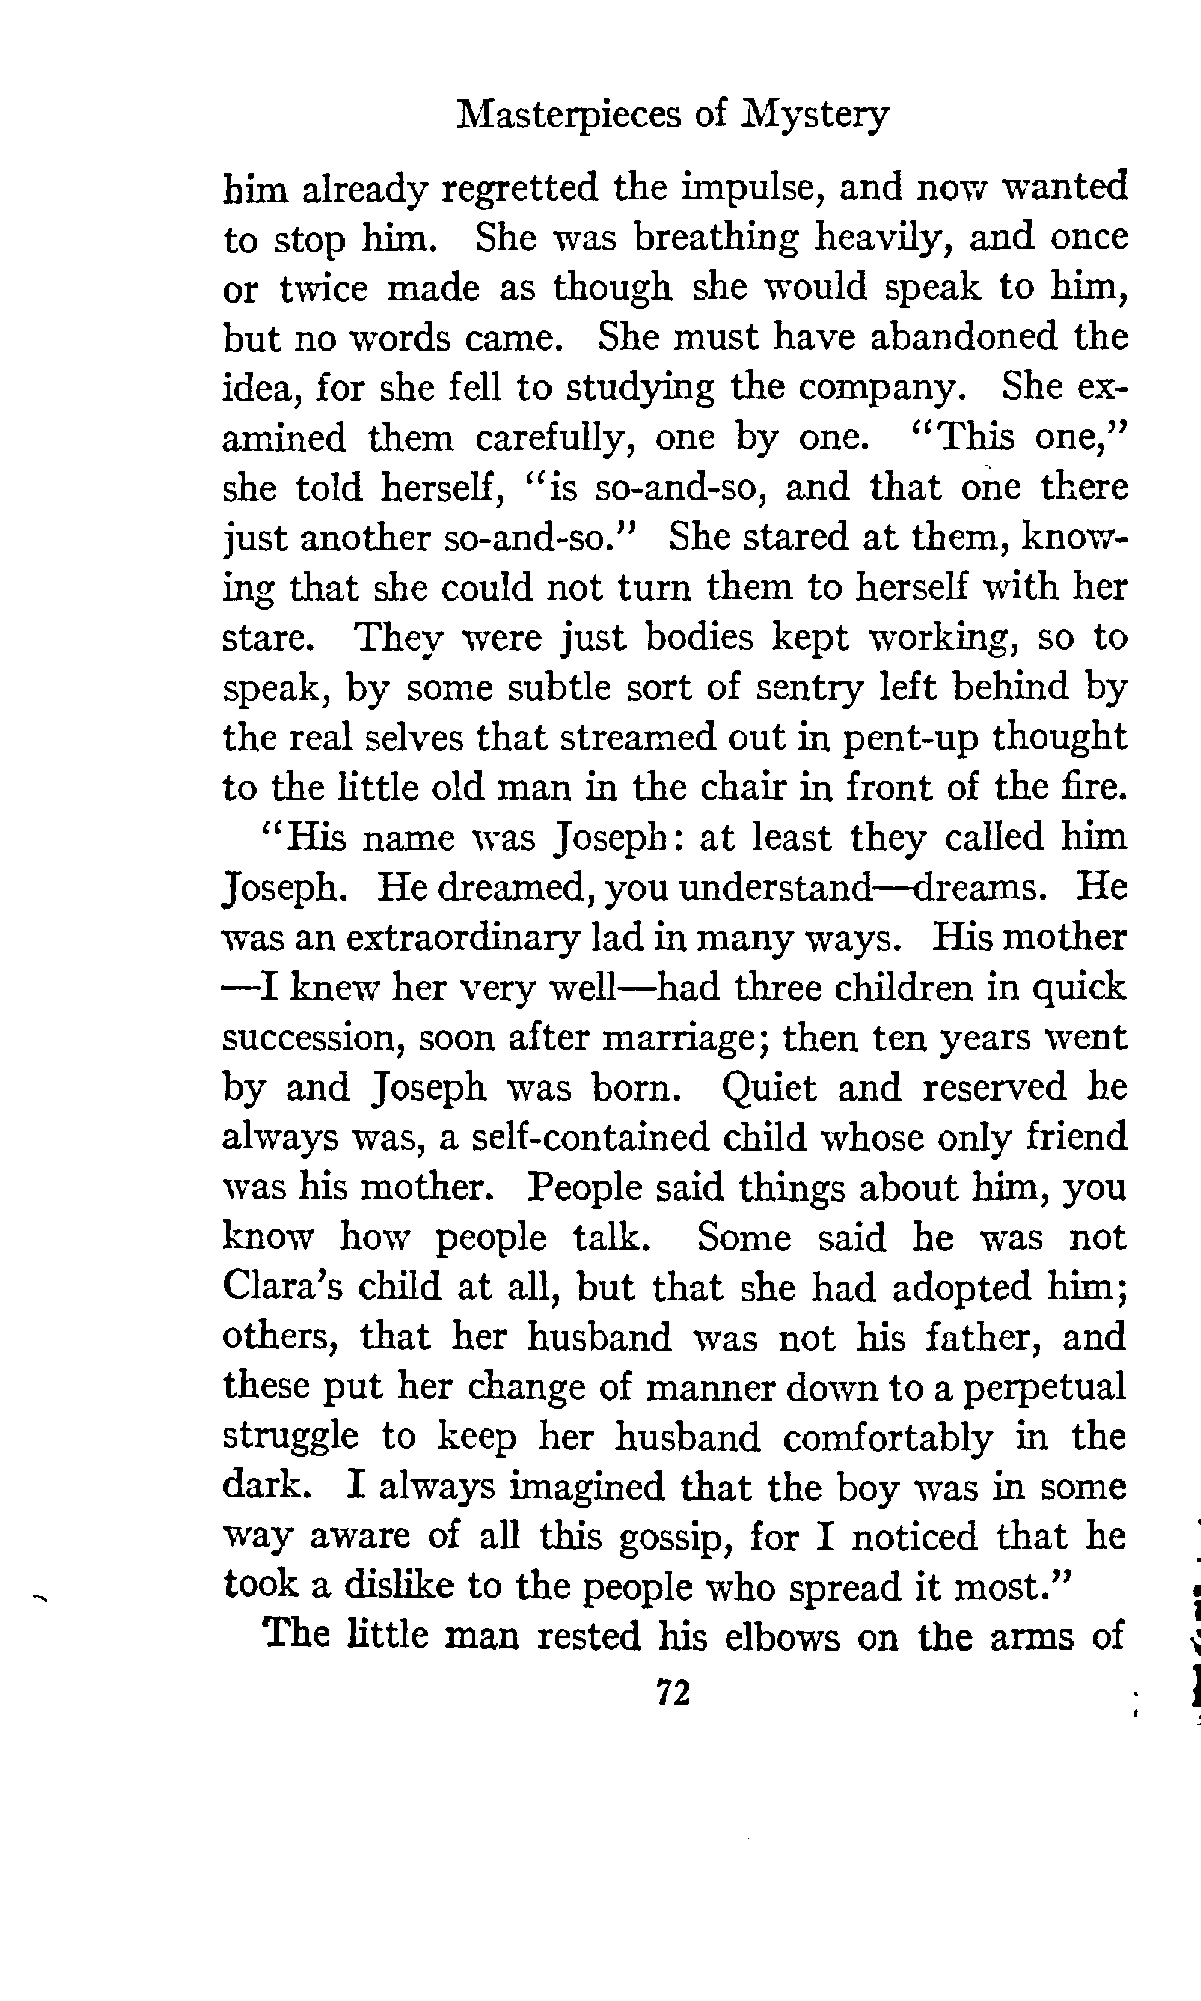 Masterpieces of Mystery
him already regretted the impulse, and now wanted
to stop him. She was breathing heavily, and once
or twice made as though she would speak to him,
but no words came. She must have abandoned the
idea, for she fell to studying the company. She ex-
amined them carefully, one by one. "This one,"
she told herself, "is so-and-so, and that one there
just another so-and-so." She stared at them, know-
ing that she could not turn them to herself with her
stare. They were just bodies kept working, so to
speak, by some subtle sort of sentry left behind by
the real selves that streamed out in pent-up thought
to the little old man in the chair in front of the fire.
"His name was Joseph: at least they called him
Joseph. He dreamed, you understand—dreams. He
was an extraordinary lad in many ways. His mother
—I knew her very well—had three children in quick
succession, soon after marriage; then ten years went
by and Joseph was born. Quiet and reserved he
always was, a self-contained child whose only friend
was his mother. People said things about him, you
know how people talk. Some said he was not
Clara's child at all, but that she had adopted him;
others, that her husband was not his father, and
these put her change of manner down to a perpetual
struggle to keep her husband comfortably in the
dark. I always imagined that the boy was in some
way aware of all this gossip, for I noticed that he
took a dislike to the people who spread it most."
The little man rested his elbows on the arms of
72